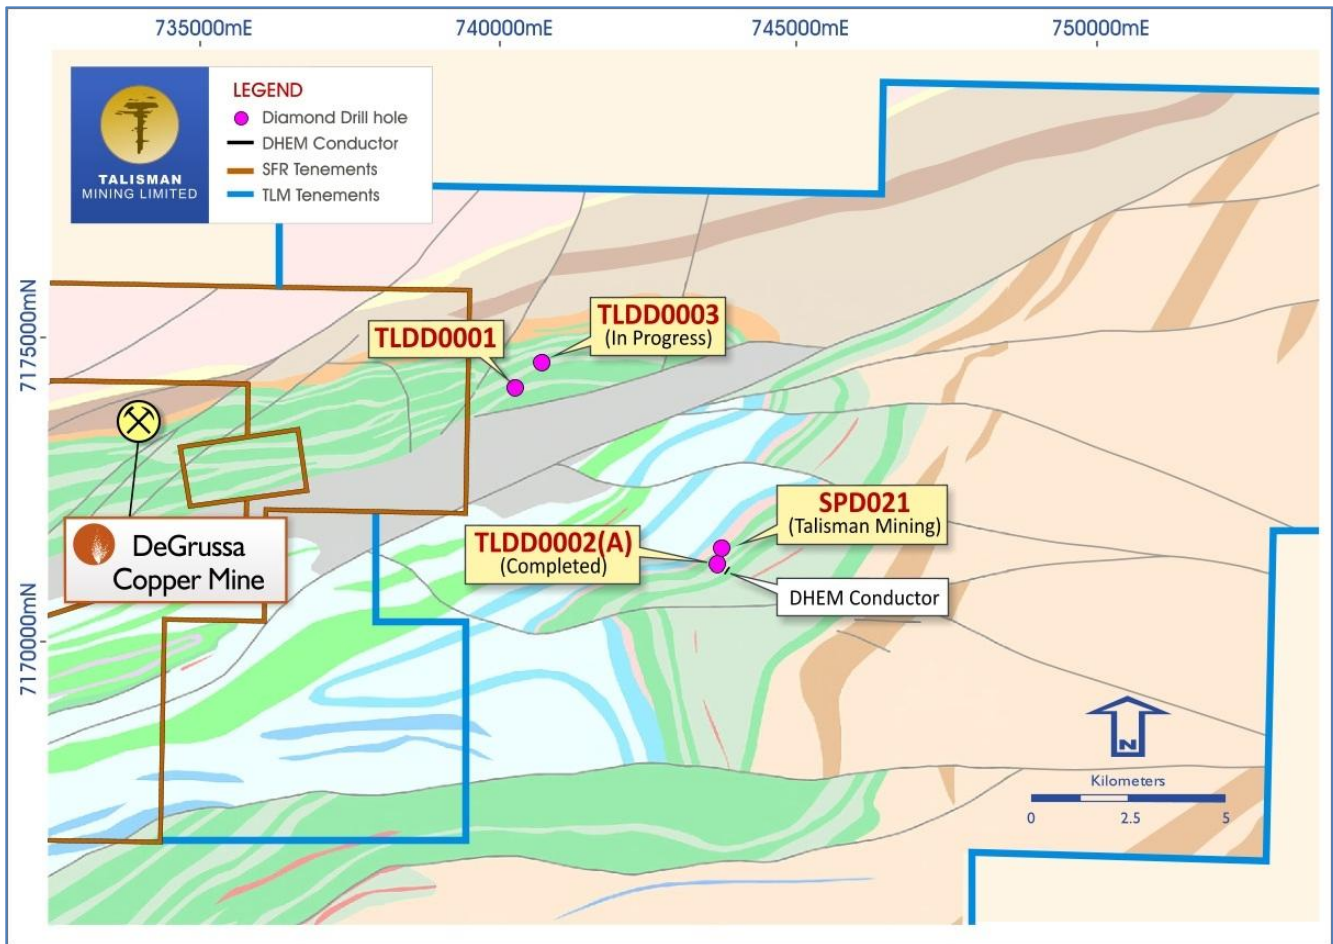 735000mE
740000mE
745000mE
750000mE
TALISMAN
MINING LIMITED
LEGEND
Diamond Drill hole
DHEM Conductor
SFR Tenements
TLM Tenements
7175000mN
TLDD0001
TLDD0003
(In Progress)
SPD021
(Talisman Mining)
TLDD0002(A)
(Completed)
DeGrussa
Copper Mine
DHEM Conductor
7170000mN
N
Kilometers
0
2.5
5